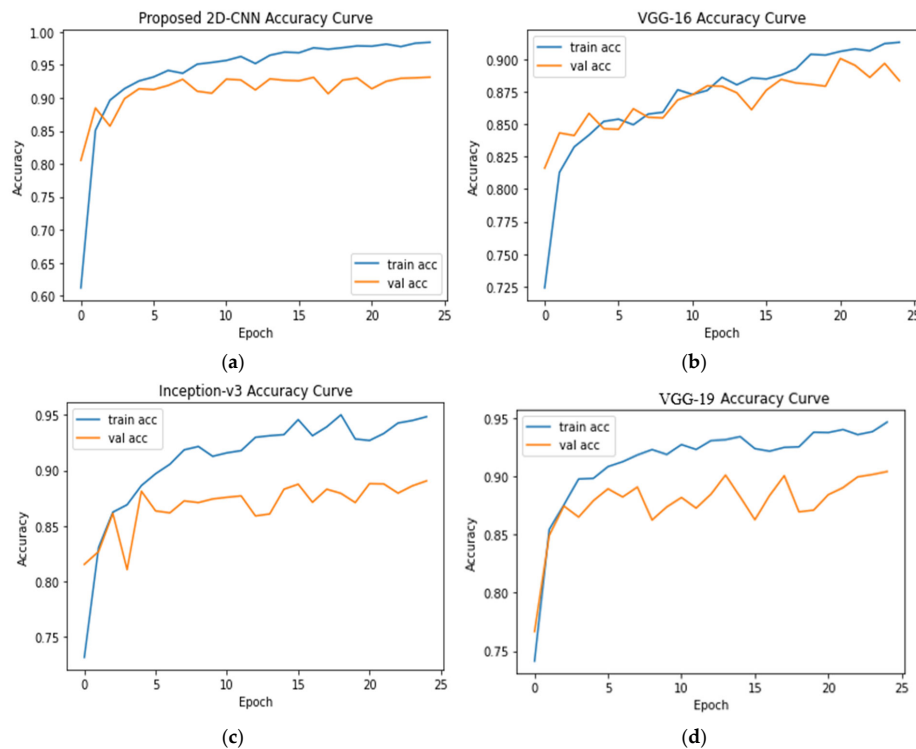 Proposed 2D-CNN Accuracy Curve
1.00
0.95
0.90
0.85
0.80
0.75
0.70
0.65
0.60
Accuracy
train acc
val acc
0
5
10
15
20
25
Epoch
(a)
VGG-16 Accuracy Curve
train acc
val acc
0.900
0.875
0.850
0.825
0.800
0.775
0.750
0.725
Accuracy
0
5
10
15
20
25
Epoch
(b)
Inception-v3 Accuracy Curve
train acc
val acc
0.95
0.90
0.85
0.80
0.75
Accuracy
0
5
10
15
20
25
Epoch
(c)
VGG-19 Accuracy Curve
train acc
val acc
0.95
0.90
0.85
0.80
0.75
Accuracy
0
5
10
15
20
25
Epoch
(d)